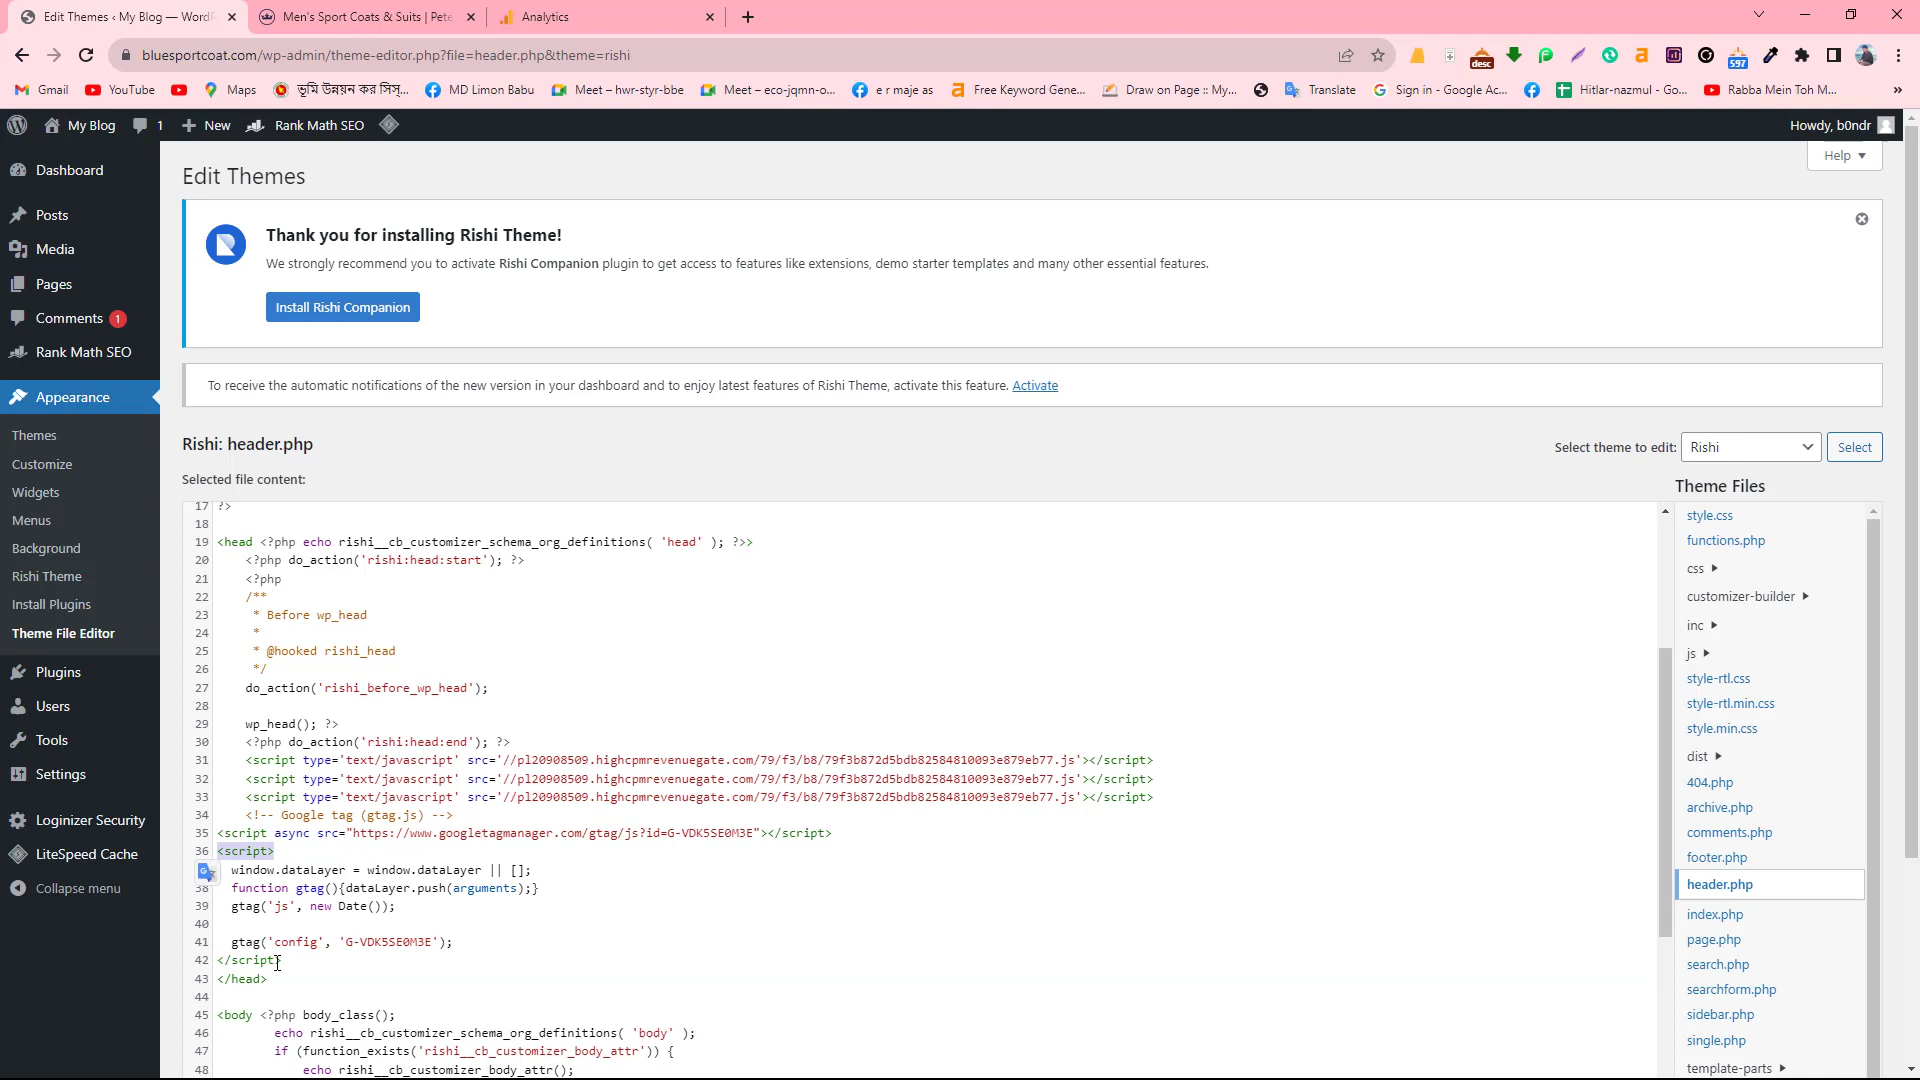 Edit Themes ‹ My Blog — WordP
Men's Sport Coats & Suits | Pete
Analytics
bluesportcoat.com/wp-admin/theme-editor.php?file=header.php&theme=rishi
desc
597
Gmail
YouTube
Maps
ভূমি উন্নয়ন কর সিস্...
MD Limon Babu
Meet – hwr-styr-bbe
Meet – eco-jqmn-o...
e r maje as
Free Keyword Gene...
Draw on Page :: My...
Translate
Sign in - Google Ac...
Hitlar-nazmul - Go...
Rabba Mein Toh M...
»
My Blog
1
New
Rank Math SEO
Howdy, b0ndr
Help
Dashboard
Posts
Media
Pages
Comments 1
Rank Math SEO
Appearance
Themes
Customize
Widgets
Menus
Background
Rishi Theme
Install Plugins
Theme File Editor
Plugins
Users
Tools
Settings
Loginizer Security
LiteSpeed Cache
Collapse menu
Edit Themes
Thank you for installing Rishi Theme!
We strongly recommend you to activate Rishi Companion plugin to get access to features like extensions, demo starter templates and many other essential features.
Install Rishi Companion
To receive the automatic notifications of the new version in your dashboard and to enjoy latest features of Rishi Theme, activate this feature. Activate
Rishi: header.php
Select theme to edit: Rishi Select
Selected file content:
17 ?>
18
19 <head <?php echo rishi__cb_customizer_schema_org_definitions( 'head' ); ?>>
20 <?php do_action('rishi:head:start'); ?>
21 <?php
22 /**
23 * Before wp_head
24 *
25 * @hooked rishi_head
26 */
27 do_action('rishi_before_wp_head');
28
29 wp_head(); ?>
30 <?php do_action('rishi:head:end'); ?>
31 <script type='text/javascript' src='//pl20908509.highcpmrevenuegate.com/79/f3/b8/79f3b872d5bdb82584810093e879eb77.js'></script>
32 <script type='text/javascript' src='//pl20908509.highcpmrevenuegate.com/79/f3/b8/79f3b872d5bdb82584810093e879eb77.js'></script>
33 <script type='text/javascript' src='//pl20908509.highcpmrevenuegate.com/79/f3/b8/79f3b872d5bdb82584810093e879eb77.js'></script>
34 <!-- Google tag (gtag.js) -->
35 <script async src="https://www.googletagmanager.com/gtag/js?id=G-VDK5SE0M3E"></script>
36 <script>
window.dataLayer = window.dataLayer || [];
38 function gtag(){dataLayer.push(arguments);}
39 gtag('js', new Date());
40
41 gtag('config', 'G-VDK5SE0M3E');
42 </script>
43 </head>
44
45 <body <?php body_class();
46 echo rishi__cb_customizer_schema_org_definitions( 'body' );
47 if (function_exists('rishi__cb_customizer_body_attr')) {
48 echo rishi__cb_customizer_body_attr();
Theme Files
style.css
functions.php
css
customizer-builder
inc
js
style-rtl.css
style-rtl.min.css
style.min.css
dist
404.php
archive.php
comments.php
footer.php
header.php
index.php
page.php
search.php
searchform.php
sidebar.php
single.php
template-parts